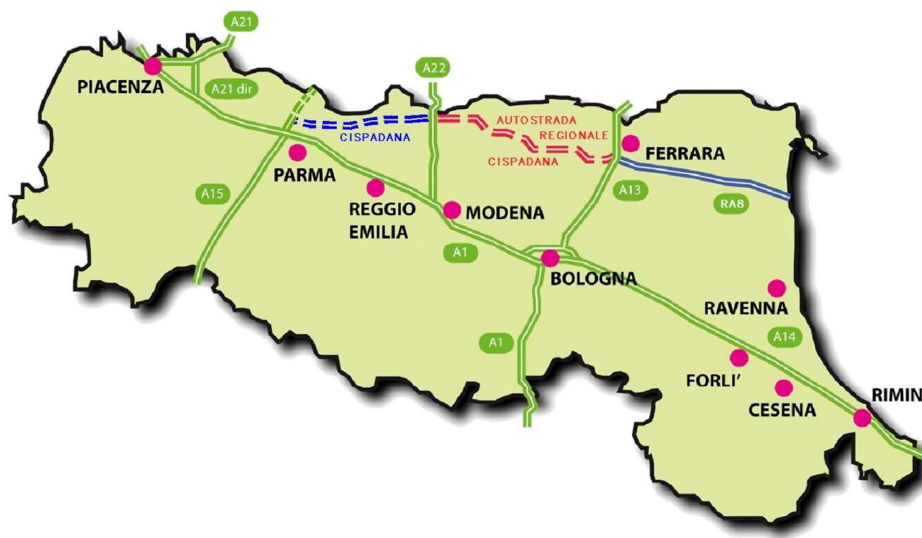 A21
A22
PIACENZA
A21 dir
AUTOSTRADA
REGIONALE
CISPADANA
CISPADANA
FERRARA
PARMA
A15
A13
RA8
REGGIO
EMILIA
MODENA
A1
BOLOGNA
RAVENNA
A14
A1
FORLI'
CESENA
RIMIN